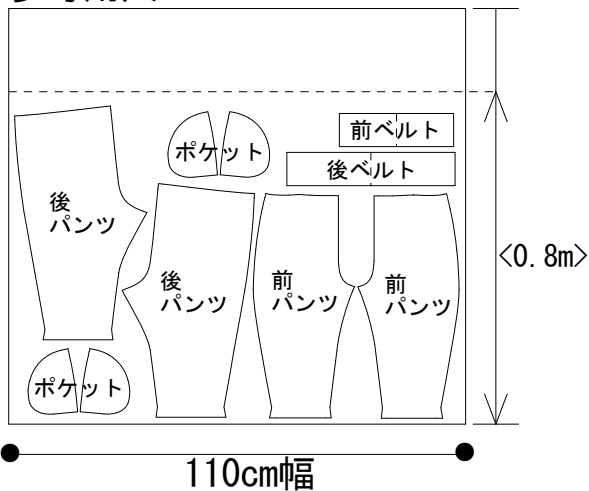 前ベルト
ポケット
後ベルト
後
パンツ
後
パンツ
前
パンツ
前
パンツ
<0.8m>
ポケット
110cm幅